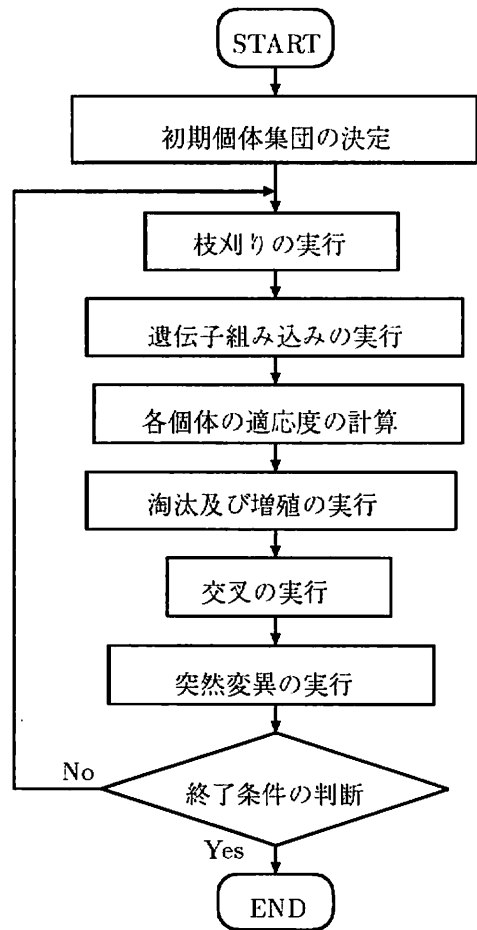 START
初期個体集団の決定
枝刈りの実行
遺伝子組み込みの実行
各個体の適応度の計算
淘汰及び増殖の実行
交叉の実行
突然変異の実行
No
終了条件の判断
Yes
END